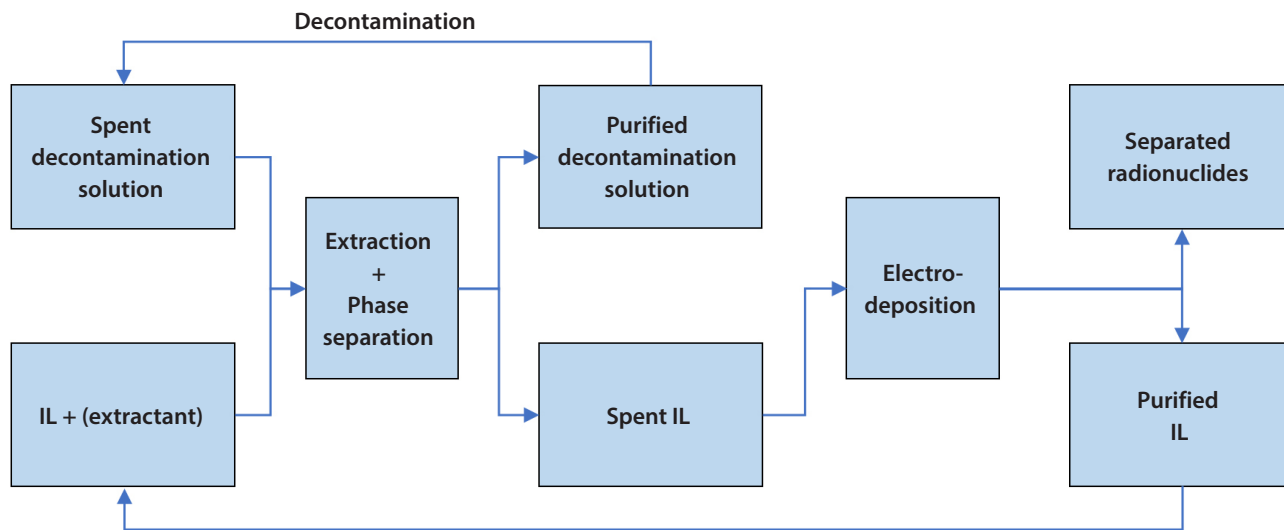 Decontamination
Spent
decontamination
solution
Purified
decontamination
solution
Separated
radionuclides
Extraction
+
Phase
separation
Electro-
deposition
IL + (extractant)
Spent IL
Purified
IL